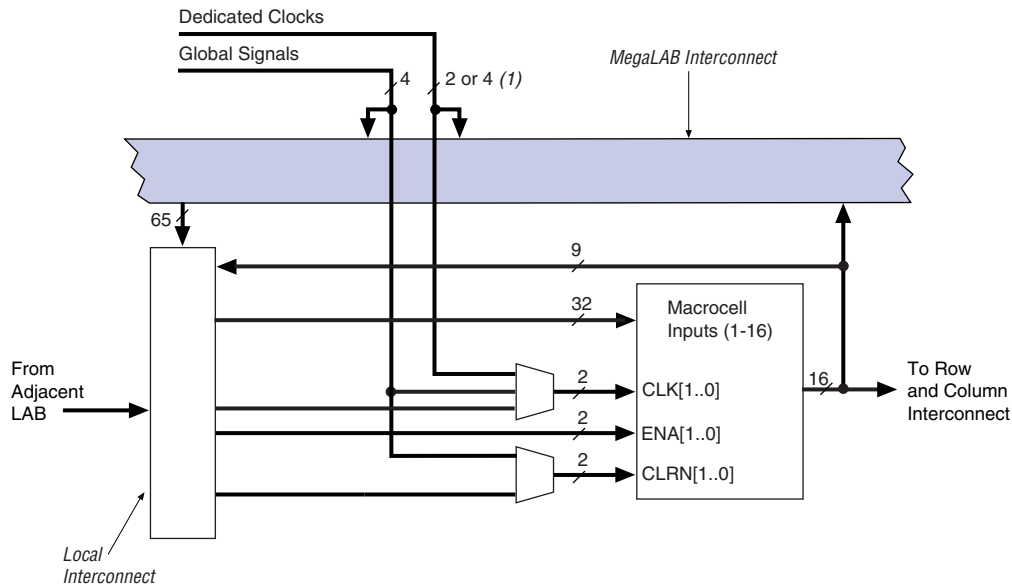 Dedicated Clocks
Global Signals
4
2 or 4 (1)
MegaLAB Interconnect
65
9
32
Macrocell
Inputs (1-16)
From
Adjacent
LAB
2
CLK[1..0]
16
To Row
and Column
Interconnect
2
ENA[1..0]
2
CLRN[1..0]
Local
Interconnect